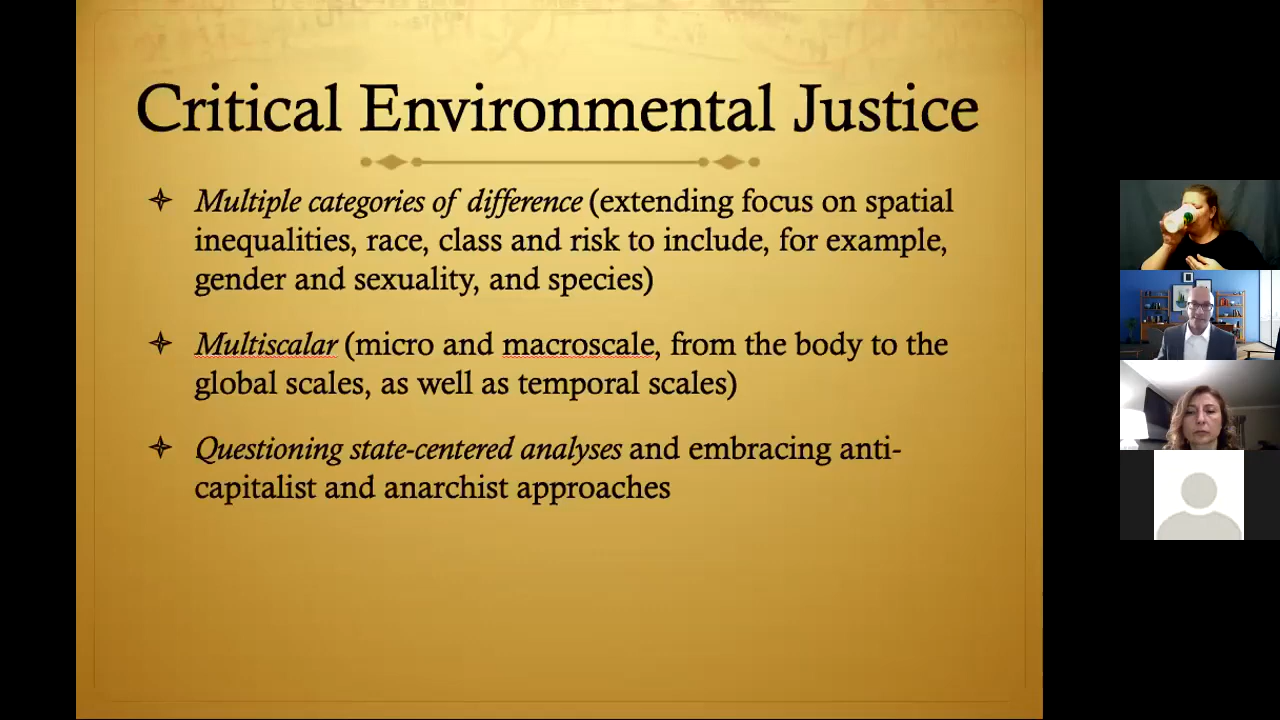 Critical Environmental Justice
Multiple categories of difference (extending focus on spatial
inequalities, race, class and risk to include, for example,
gender and sexuality, and species)
Multiscalar (micro and macroscale, from the body to the
global scales, as well as temporal scales)
Questioning state-centered analyses and embracing anti-
capitalist and anarchist approaches